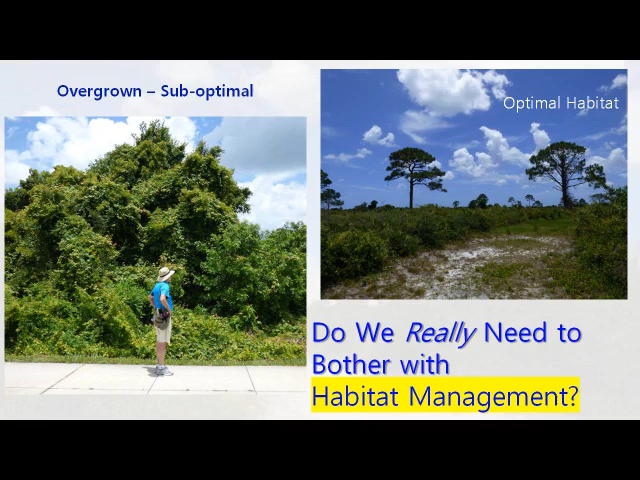 Overgrown – Sub-optimal
Optimal Habitat
Do We Really Need to
Bother with
Habitat Management?